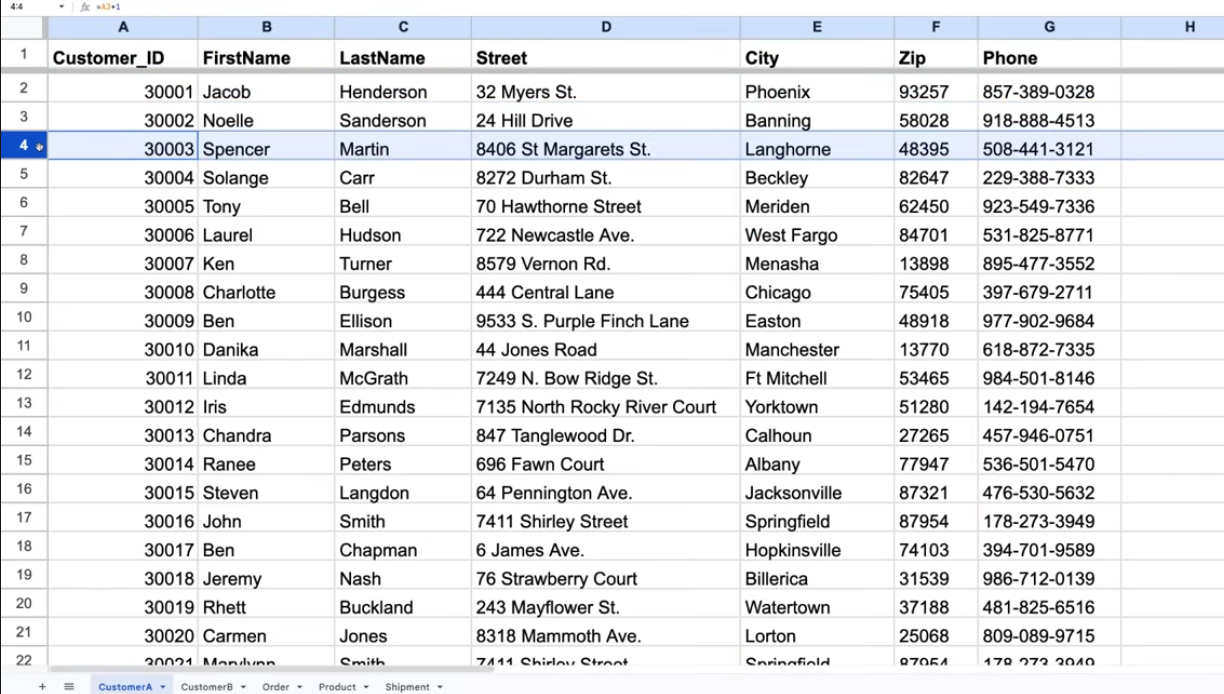 4:4 fx =A3+1
A B C D E F G H
1 Customer_ID FirstName LastName Street City Zip Phone
2 30001 Jacob Henderson 32 Myers St. Phoenix 93257 857-389-0328
3 30002 Noelle Sanderson 24 Hill Drive Banning 58028 918-888-4513
4 30003 Spencer Martin 8406 St Margarets St. Langhorne 48395 508-441-3121
5 30004 Solange Carr 8272 Durham St. Beckley 82647 229-388-7333
6 30005 Tony Bell 70 Hawthorne Street Meriden 62450 923-549-7336
7 30006 Laurel Hudson 722 Newcastle Ave. West Fargo 84701 531-825-8771
8 30007 Ken Turner 8579 Vernon Rd. Menasha 13898 895-477-3552
9 30008 Charlotte Burgess 444 Central Lane Chicago 75405 397-679-2711
10 30009 Ben Ellison 9533 S. Purple Finch Lane Easton 48918 977-902-9684
11 30010 Danika Marshall 44 Jones Road Manchester 13770 618-872-7335
12 30011 Linda McGrath 7249 N. Bow Ridge St. Ft Mitchell 53465 984-501-8146
13 30012 Iris Edmunds 7135 North Rocky River Court Yorktown 51280 142-194-7654
14 30013 Chandra Parsons 847 Tanglewood Dr. Calhoun 27265 457-946-0751
15 30014 Ranee Peters 696 Fawn Court Albany 77947 536-501-5470
16 30015 Steven Langdon 64 Pennington Ave. Jacksonville 87321 476-530-5632
17 30016 John Smith 7411 Shirley Street Springfield 87954 178-273-3949
18 30017 Ben Chapman 6 James Ave. Hopkinsville 74103 394-701-9589
19 30018 Jeremy Nash 76 Strawberry Court Billerica 31539 986-712-0139
20 30019 Rhett Buckland 243 Mayflower St. Watertown 37188 481-825-6516
21 30020 Carmen Jones 8318 Mammoth Ave. Lorton 25068 809-089-9715
22 30021 Marylynn Smith 7411 Shirley Street Springfield 87954 178-273-3949
+ CustomerA CustomerB Order Product Shipment